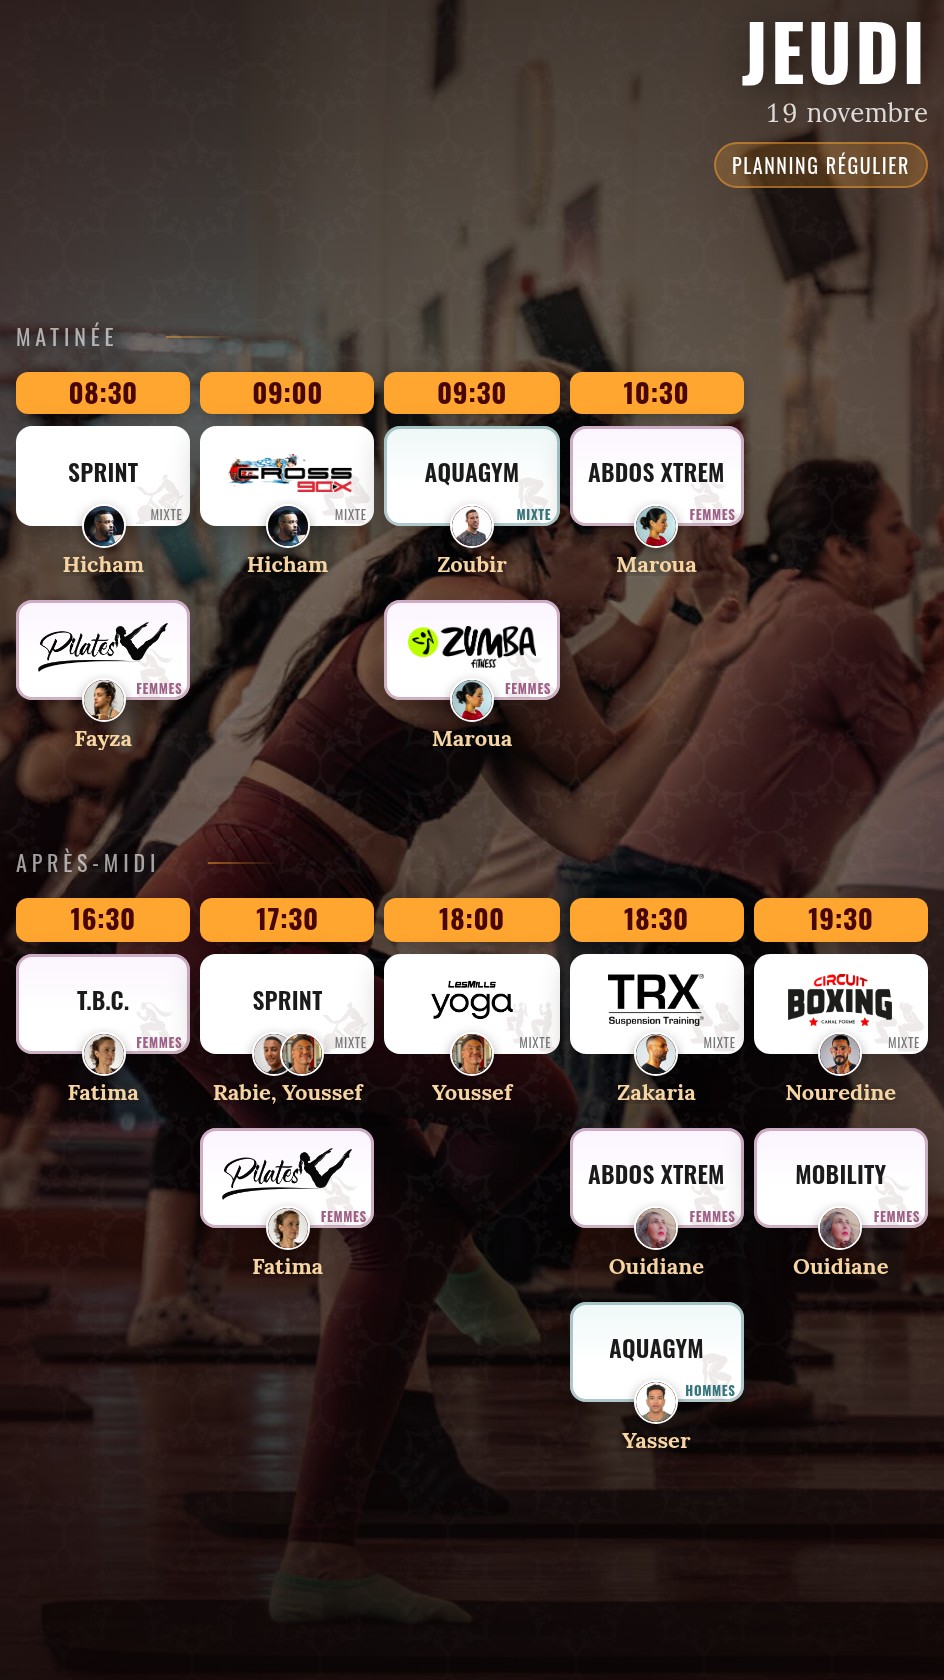 JEUDI
19 novembre
PLANNING RÉGULIER
MATINÉE
08:30
09:00
09:30
10:30
SPRINT
MIXTE
Hicham
CROSS
90X
MIXTE
Hicham
AQUAGYM
MIXTE
Zoubir
ABDOS XTREM
FEMMES
Maroua
Pilates
FEMMES
Fayza
ZUMBA
FITNESS
FEMMES
Maroua
APRÈS-MIDI
16:30
17:30
18:00
18:30
19:30
T.B.C.
FEMMES
Fatima
SPRINT
MIXTE
Rabie, Youssef
LesMILLS
yoga
MIXTE
Youssef
TRX®
Suspension Training®
MIXTE
Zakaria
CIRCUIT
BOXING
CANAL FORME
MIXTE
Nouredine
Pilates
FEMMES
Fatima
ABDOS XTREM
FEMMES
Ouidiane
MOBILITY
FEMMES
Ouidiane
AQUAGYM
HOMMES
Yasser